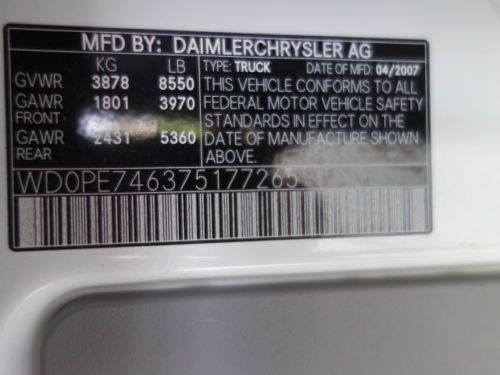 MFD BY: DAIMLERCHRYSLER AG
KG LB
GVWR 3878 8550
GAWR 1801 3970
FRONT
GAWR 2431 5360
REAR
TYPE: TRUCK DATE OF MFD: 04/2007
THIS VEHICLE CONFORMS TO ALL
FEDERAL MOTOR VEHICLE SAFETY
STANDARDS IN EFFECT ON THE
DATE OF MANUFACTURE SHOWN
ABOVE.
WD0PE746375177265